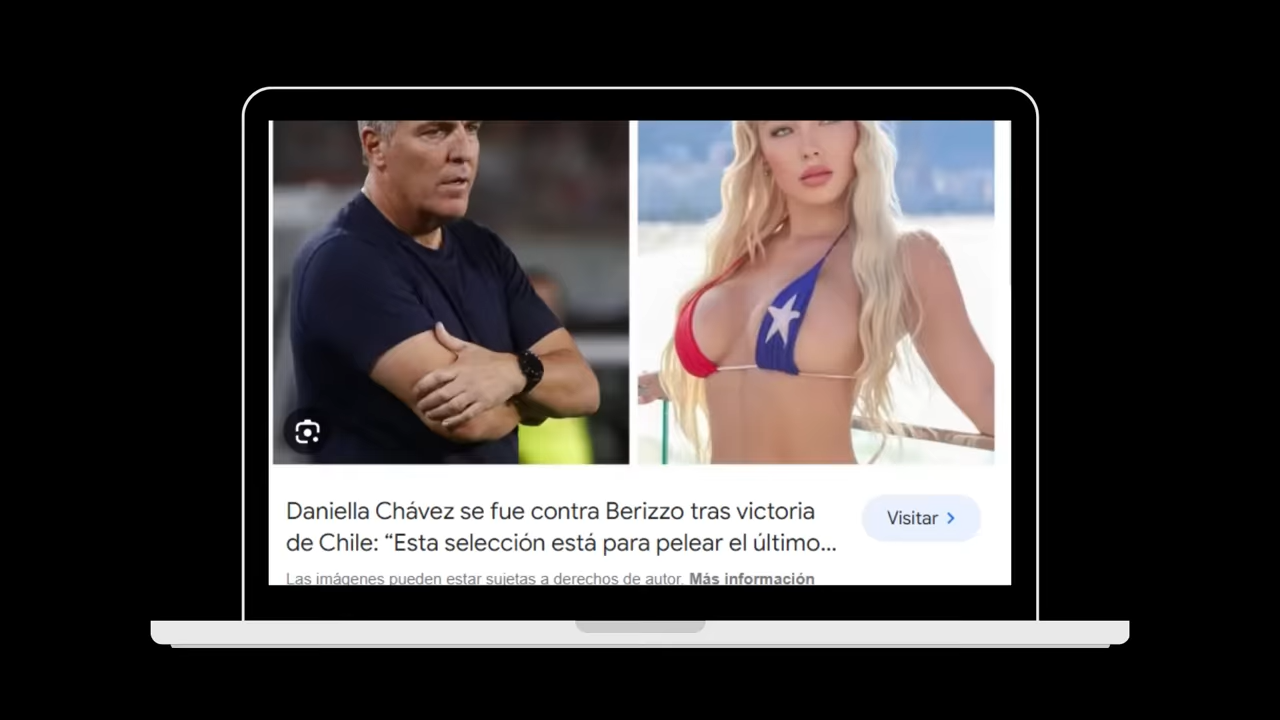 Daniella Chávez se fue contra Berizzo tras victoria
de Chile: “Esta selección está para pelear el último...
Visitar
Las imágenes pueden estar sujetas a derechos de autor. Más información